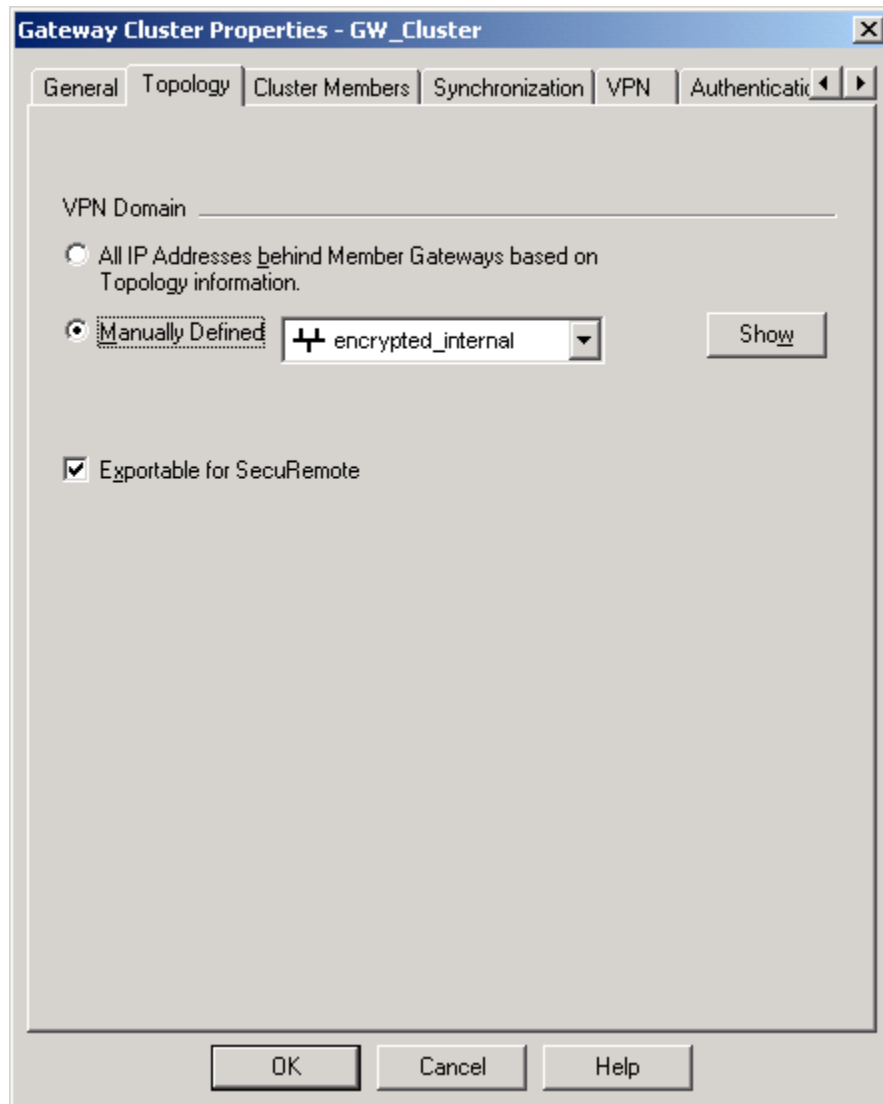 Gateway Cluster Properties - GW_Cluster
General Topology Cluster Members Synchronization VPN
VPN Domain
All IP Addresses behind Member Gateways based on
Topology information.
Manually Defined encrypted_internal Show
Exportable for SecuRemote
OK Cancel Help